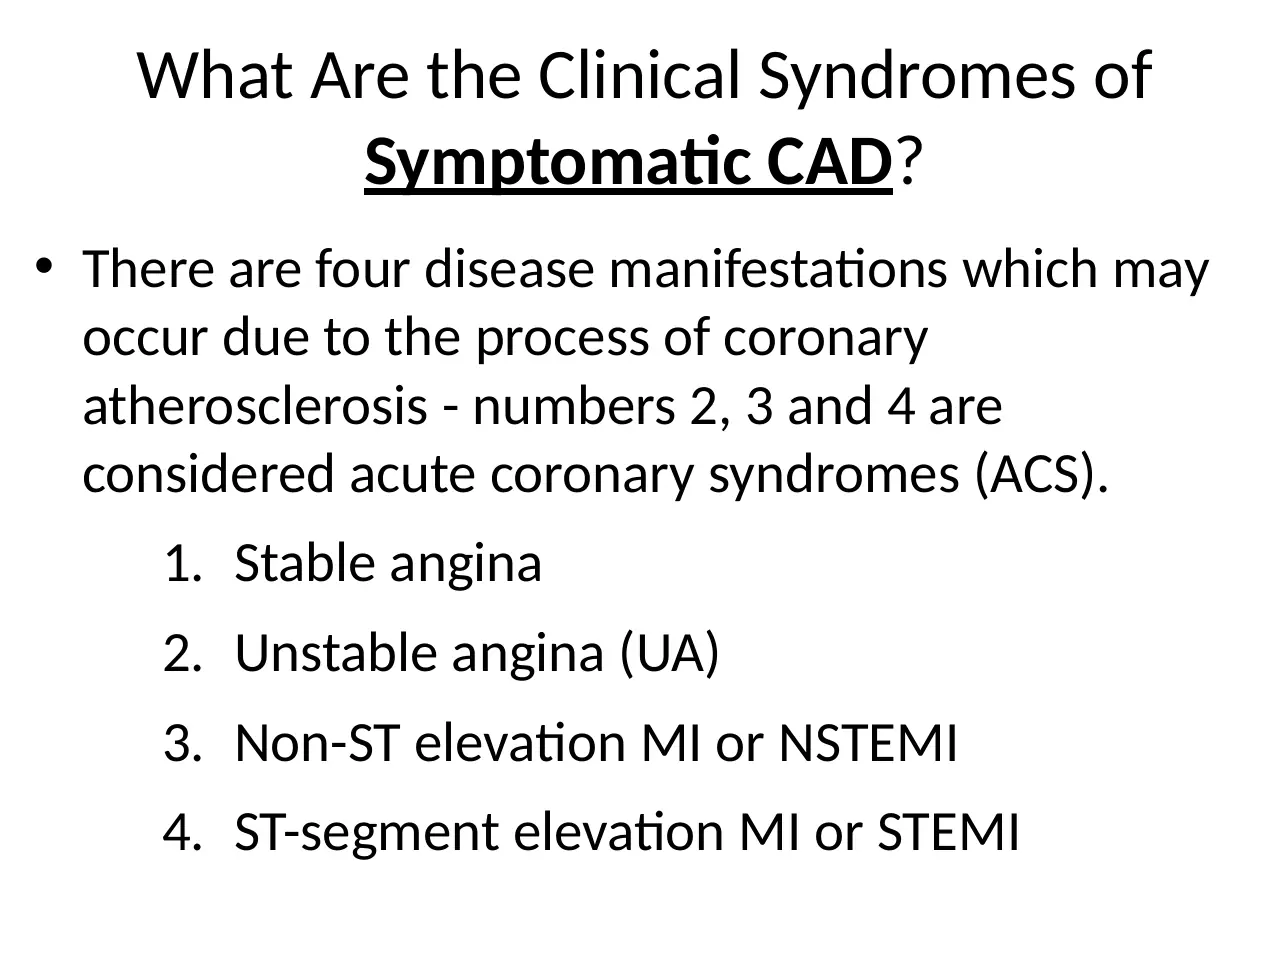 What Are the Clinical Syndromes of
Symptomatic CAD?
• There are four disease manifestations which may
occur due to the process of coronary
atherosclerosis - numbers 2, 3 and 4 are
considered acute coronary syndromes (ACS).
1. Stable angina
2. Unstable angina (UA)
3. Non-ST elevation MI or NSTEMI
4. ST-segment elevation MI or STEMI